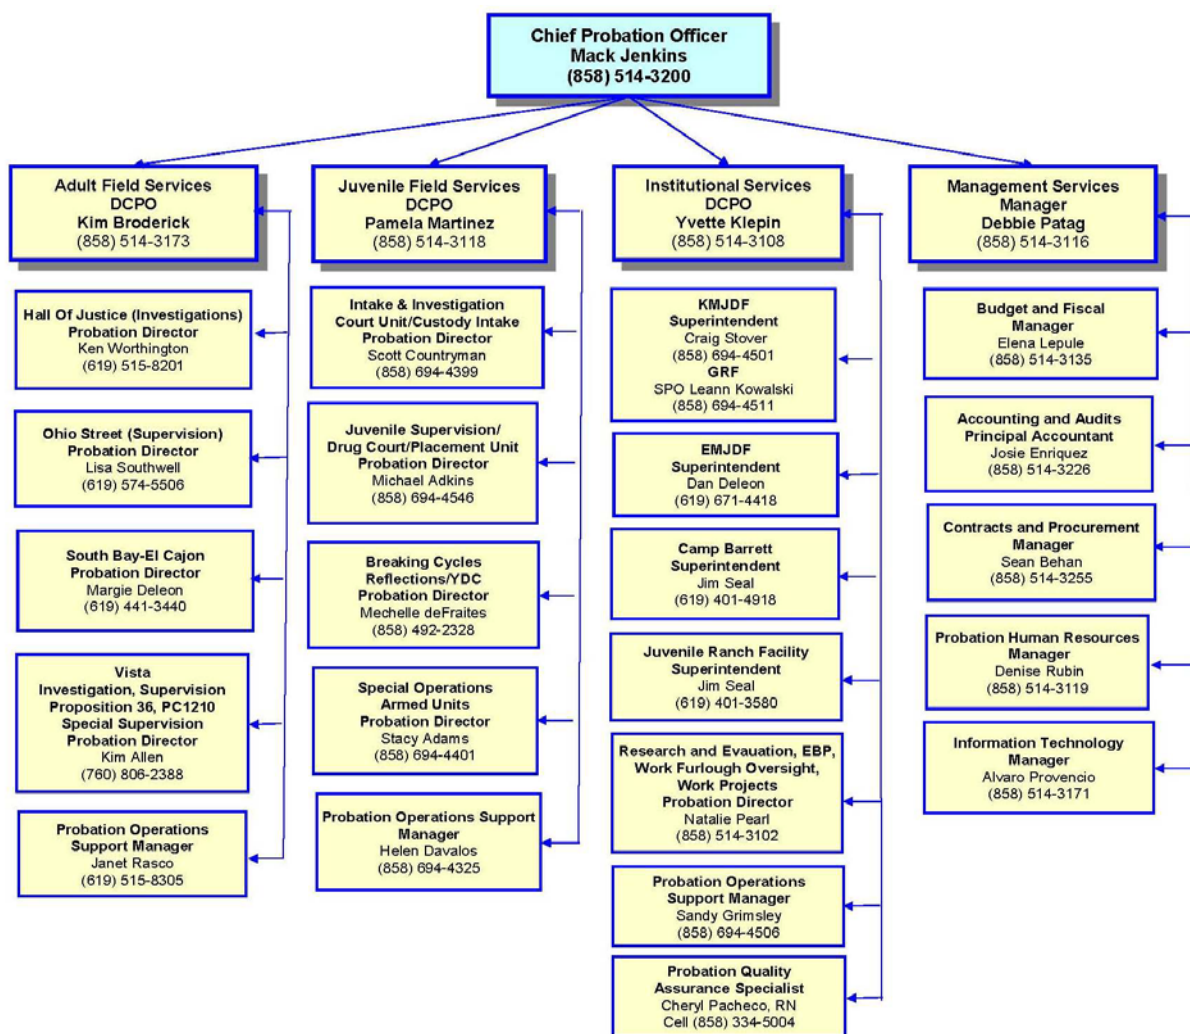 Chief Probation Officer
Mack Jenkins
(858) 514-3200
Adult Field Services
DCPO
Kim Broderick
(858) 514-3173
Hall Of Justice (Investigations)
Probation Director
Ken Worthington
(619) 515-8201
Ohio Street (Supervision)
Probation Director
Lisa Southwell
(619) 574-5506
South Bay-El Cajon
Probation Director
Margie Deleon
(619) 441-3440
Vista
Investigation, Supervision
Proposition 36, PC1210
Special Supervision
Probation Director
Kim Allen
(760) 806-2388
Probation Operations
Support Manager
Janet Rasco
(619) 515-8305
Juvenile Field Services
DCPO
Pamela Martinez
(858) 514-3118
Intake & Investigation
Court Unit/Custody Intake
Probation Director
Scott Countryman
(858) 694-4399
Juvenile Supervision/
Drug Court/Placement Unit
Probation Director
Michael Adkins
(858) 694-4546
Breaking Cycles
Reflections/YDC
Probation Director
Mechelle deFraites
(858) 492-2328
Special Operations
Armed Units
Probation Director
Stacy Adams
(858) 694-4401
Probation Operations Support
Manager
Helen Davalos
(858) 694-4325
Institutional Services
DCPO
Yvette Klepin
(858) 514-3108
KMJDF
Superintendent
Craig Stover
(858) 694-4501
GRF
SPO Leann Kowalski
(858) 694-4511
EMJDF
Superintendent
Dan Deleon
(619) 671-4418
Camp Barrett
Superintendent
Jim Seal
(619) 401-4918
Juvenile Ranch Facility
Superintendent
Jim Seal
(619) 401-3580
Research and Evauation, EBP,
Work Furlough Oversight,
Work Projects
Probation Director
Natalie Pearl
(858) 514-3102
Probation Operations
Support Manager
Sandy Grimsley
(858) 694-4506
Probation Quality
Assurance Specialist
Cheryl Pacheco, RN
Cell (858) 334-5004
Management Services
Manager
Debbie Patag
(858) 514-3116
Budget and Fiscal
Manager
Elena Lepule
(858) 514-3135
Accounting and Audits
Principal Accountant
Josie Enriquez
(858) 514-3226
Contracts and Procurement
Manager
Sean Behan
(858) 514-3255
Probation Human Resources
Manager
Denise Rubin
(858) 514-3119
Information Technology
Manager
Alvaro Provencio
(858) 514-3171